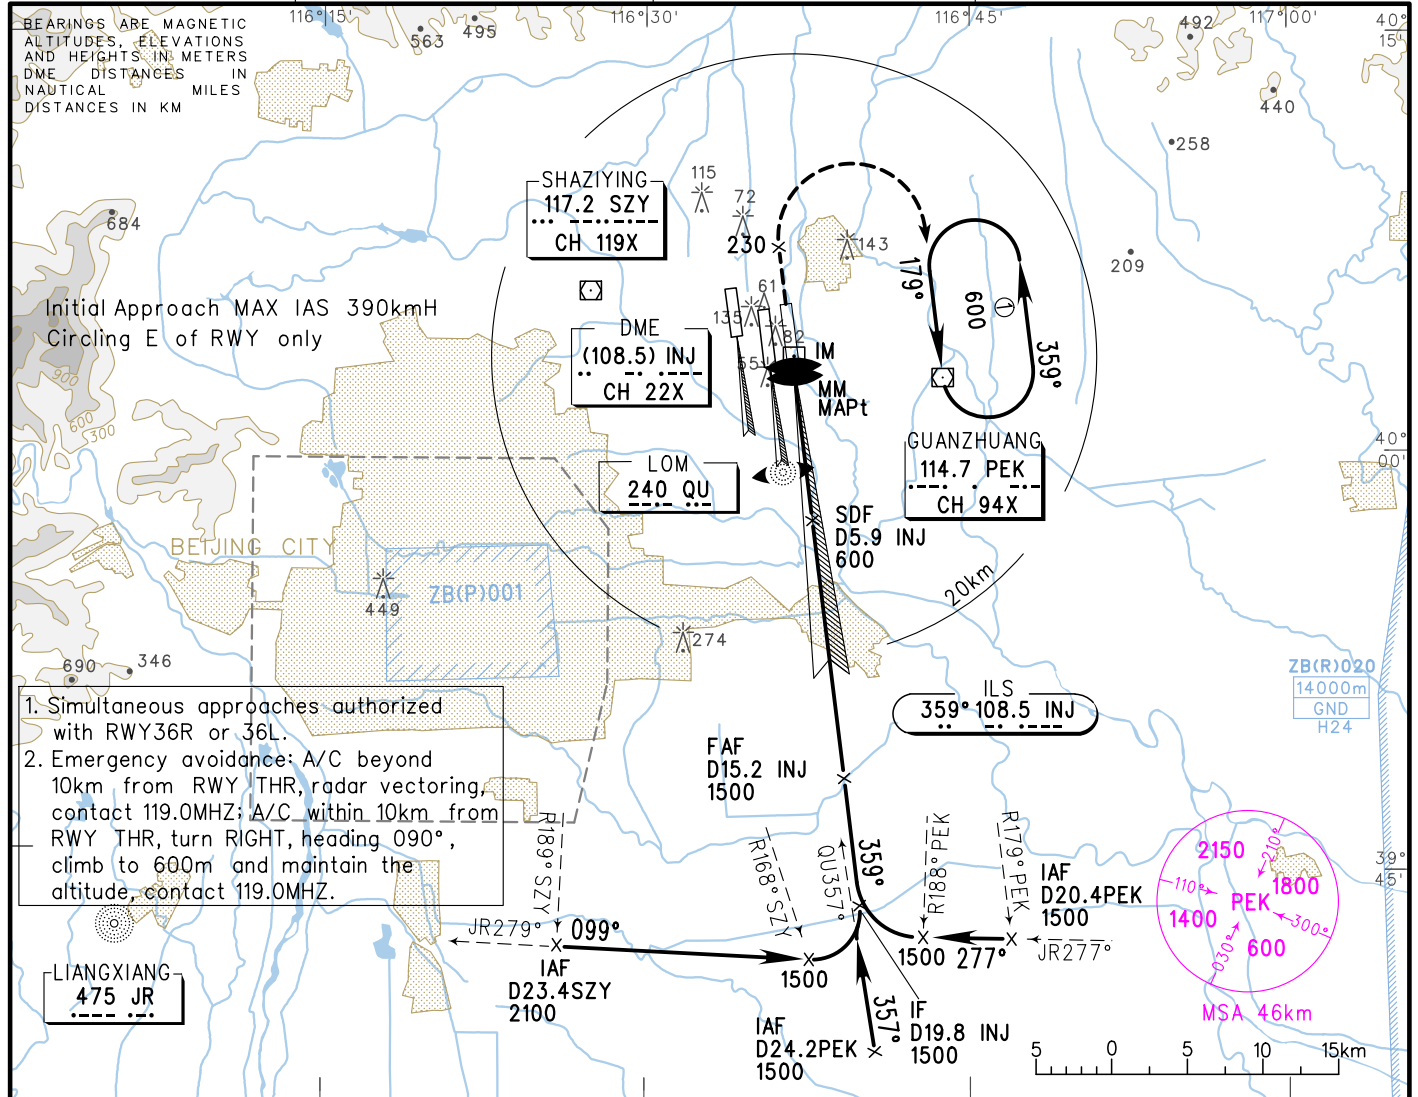 116°15'
116°30'
116°45'
117°00'
40°
15'
BEARINGS ARE MAGNETIC
ALTITUDES, ELEVATIONS
AND HEIGHTS IN METERS
DME DISTANCES IN
NAUTICAL MILES
DISTANCES IN KM
563
495
492
440
258
209
684
115
72
143
230
61
135
82
55
SHAZIYING
117.2 SZY
CH 119X
Initial Approach MAX IAS 390kmH
Circling E of RWY only
DME
(108.5) INJ
CH 22X
IM
MM
MAPt
179°
600
1
359°
900
600
300
GUANZHUANG
114.7 PEK
CH 94X
40°
00'
LOM
240 QU
SDF
D5.9 INJ
600
20km
BEIJING CITY
ZB(P)001
449
274
690
346
ZB(R)020
14000m
GND
H24
ILS
359° 108.5 INJ
1. Simultaneous approaches authorized
with RWY36R or 36L.
2. Emergency avoidance: A/C beyond
10km from RWY THR, radar vectoring,
contact 119.0MHZ; A/C within 10km from
RWY THR, turn RIGHT, heading 090°,
climb to 600m and maintain the
altitude, contact 119.0MHZ.
FAF
D15.2 INJ
1500
R189° SZY
R168° SZY
QU357°
359°
R188° PEK
R179° PEK
IAF
D20.4PEK
1500
39°
45'
2150
210°
110°
1800
PEK
1400
300°
030°
600
MSA 46km
JR279°
099°
1500
1500
277°
JR277°
IAF
D23.4SZY
2100
LIANGXIANG
475 JR
357°
IF
D19.8 INJ
1500
IAF
D24.2PEK
1500
5 0 5 10 15km